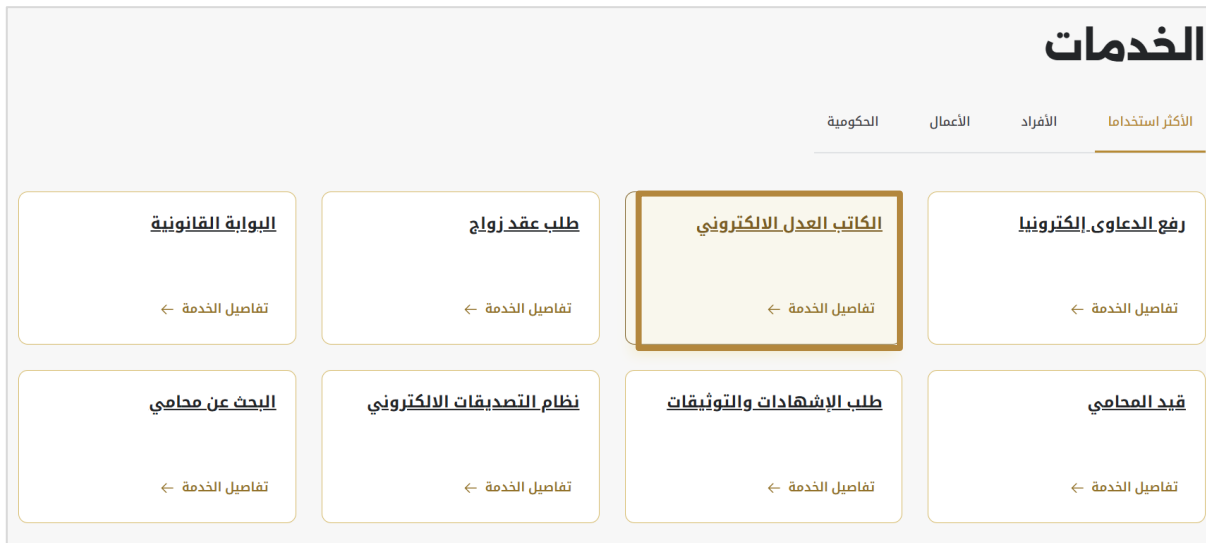 الخدمات
الأكثر استخداما الأفراد الأعمال الحكومية
رفع الدعاوى إلكترونيا
تفاصيل الخدمة ←
الكاتب العدل الالكتروني
تفاصيل الخدمة ←
طلب عقد زواج
تفاصيل الخدمة ←
البوابة القانونية
تفاصيل الخدمة ←
قيد المحامي
تفاصيل الخدمة ←
طلب الإشهادات والتوثيقات
تفاصيل الخدمة ←
نظام التصديقات الالكتروني
تفاصيل الخدمة ←
البحث عن محامي
تفاصيل الخدمة ←